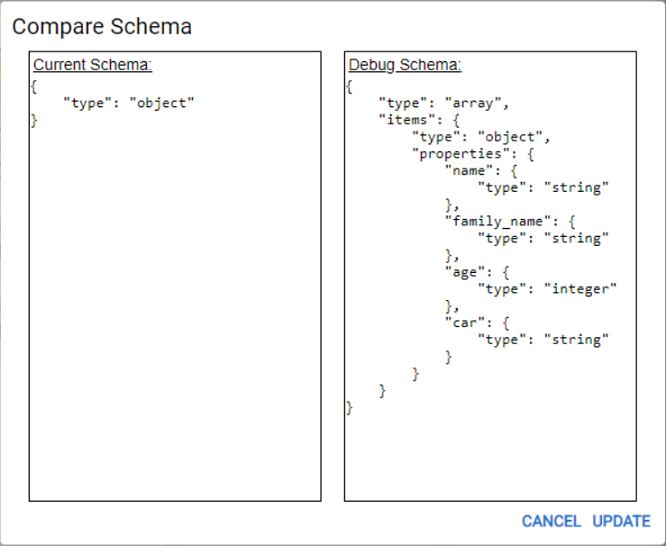 Compare Schema
Current Schema:
{
    "type": "object"
}
Debug Schema:
{
    "type": "array",
    "items": {
        "type": "object",
        "properties": {
            "name": {
                "type": "string"
            },
            "family_name": {
                "type": "string"
            },
            "age": {
                "type": "integer"
            },
            "car": {
                "type": "string"
            }
        }
    }
}
CANCEL UPDATE